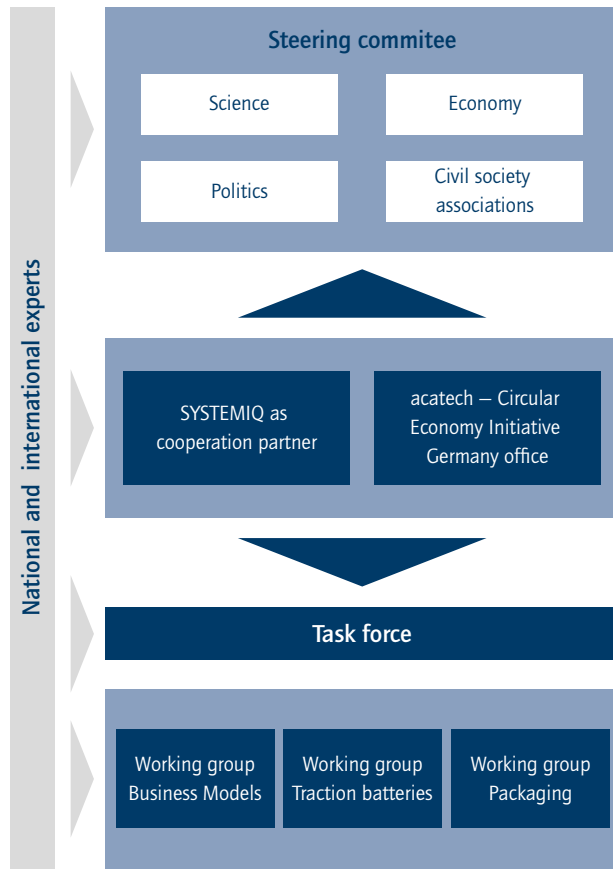 National and international experts
Steering commitee
Science
Economy
Politics
Civil society
associations
SYSTEMIQ as
cooperation partner
acatech – Circular
Economy Initiative
Germany office
Task force
Working group
Business Models
Working group
Traction batteries
Working group
Packaging